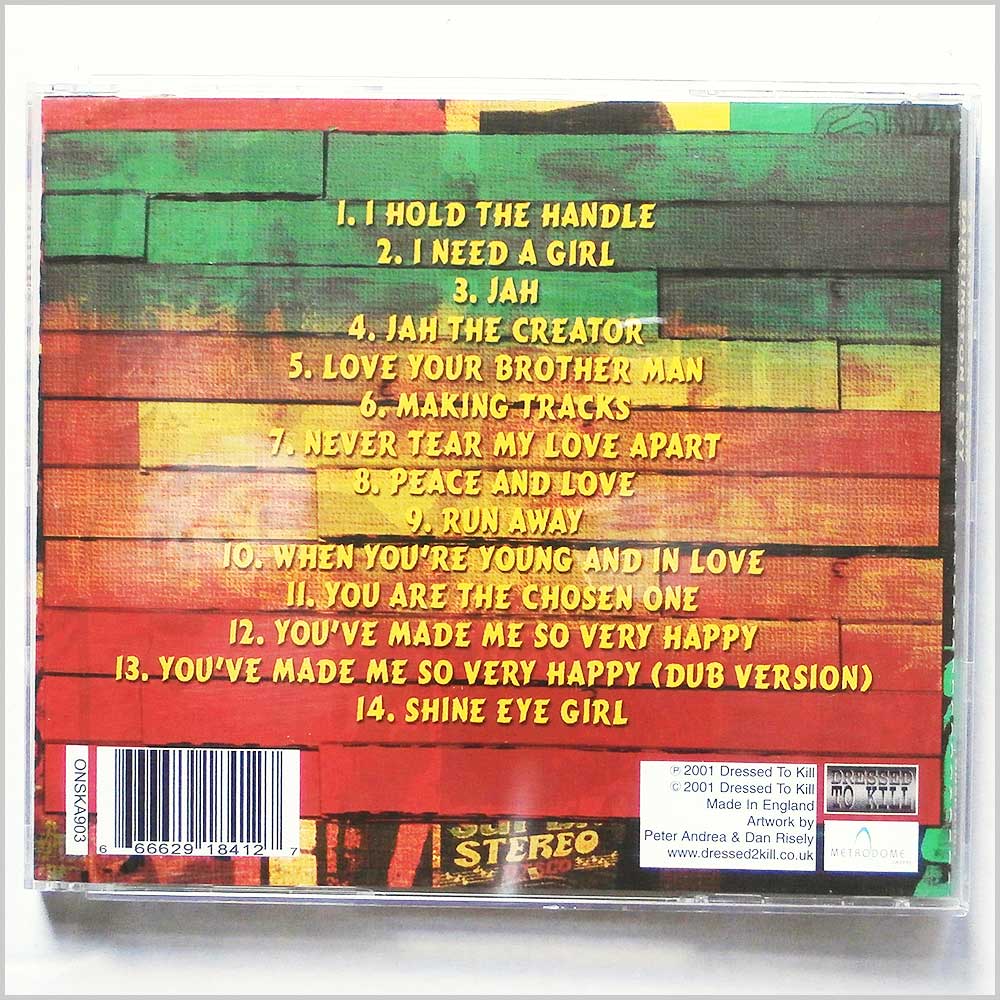 1. I HOLD THE HANDLE
2. I NEED A GIRL
3. JAH
4. JAH THE CREATOR
5. LOVE YOUR BROTHER MAN
6. MAKING TRACKS
7. NEVER TEAR MY LOVE APART
8. PEACE AND LOVE
9. RUN AWAY
10. WHEN YOU'RE YOUNG AND IN LOVE
11. YOU ARE THE CHOSEN ONE
12. YOU'VE MADE ME SO VERY HAPPY
13. YOU'VE MADE ME SO VERY HAPPY (DUB VERSION)
14. SHINE EYE GIRL
ONSKA903
6 66629 18412 7
STEREO
℗ 2001 Dressed To Kill
© 2001 Dressed To Kill
Made In England
Artwork by
Peter Andrea & Dan Risely
www.dressed2kill.co.uk
DRESSED
TO KILL
METRODOME